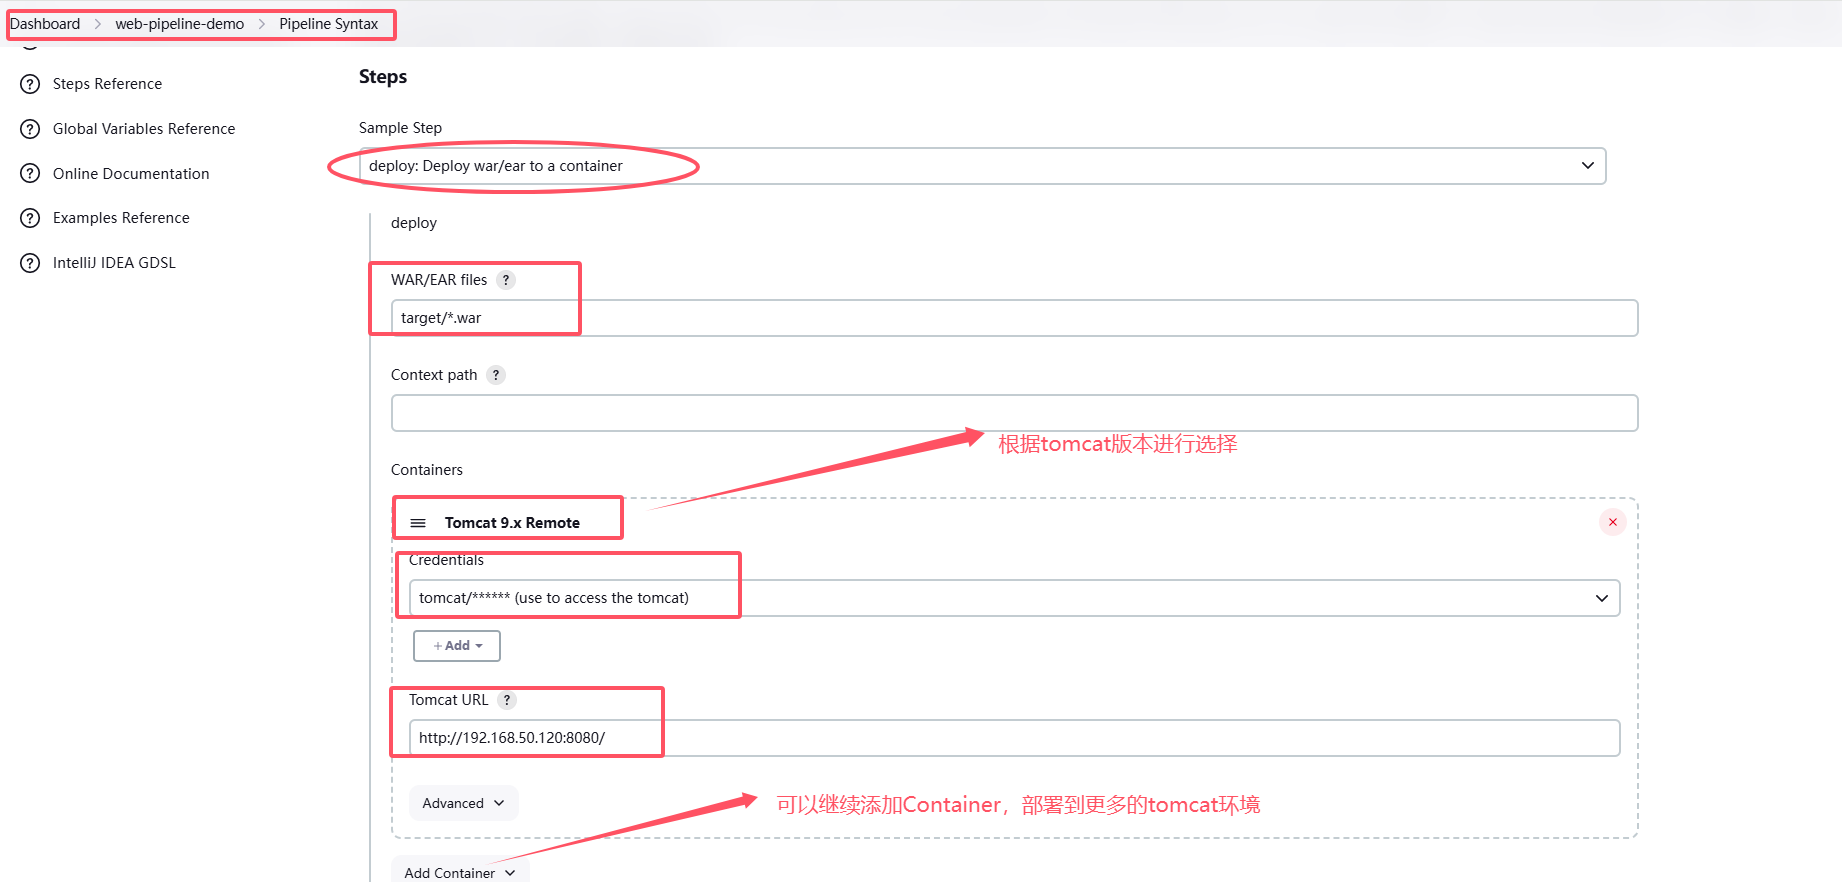 Dashboard > web-pipeline-demo > Pipeline Syntax
Steps Reference
Global Variables Reference
Online Documentation
Examples Reference
IntelliJ IDEA GDSL
Steps
Sample Step
deploy: Deploy war/ear to a container
deploy
WAR/EAR files ?
target/*.war
Context path ?
根据tomcat版本进行选择
Containers
Tomcat 9.x Remote
Credentials
tomcat/****** (use to access the tomcat)
+ Add
Tomcat URL ?
http://192.168.50.120:8080/
Advanced
可以继续添加Container，部署到更多的tomcat环境
Add Container